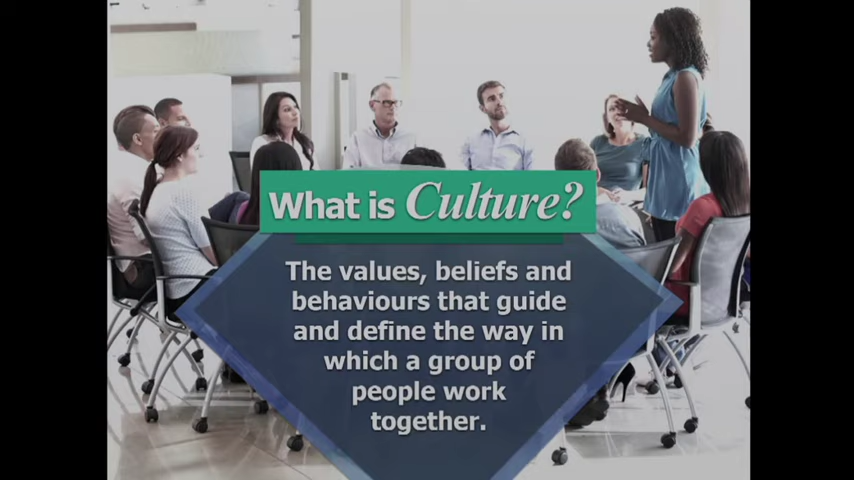 What is Culture?
The values, beliefs and
behaviours that guide
and define the way in
which a group of
people work
together.